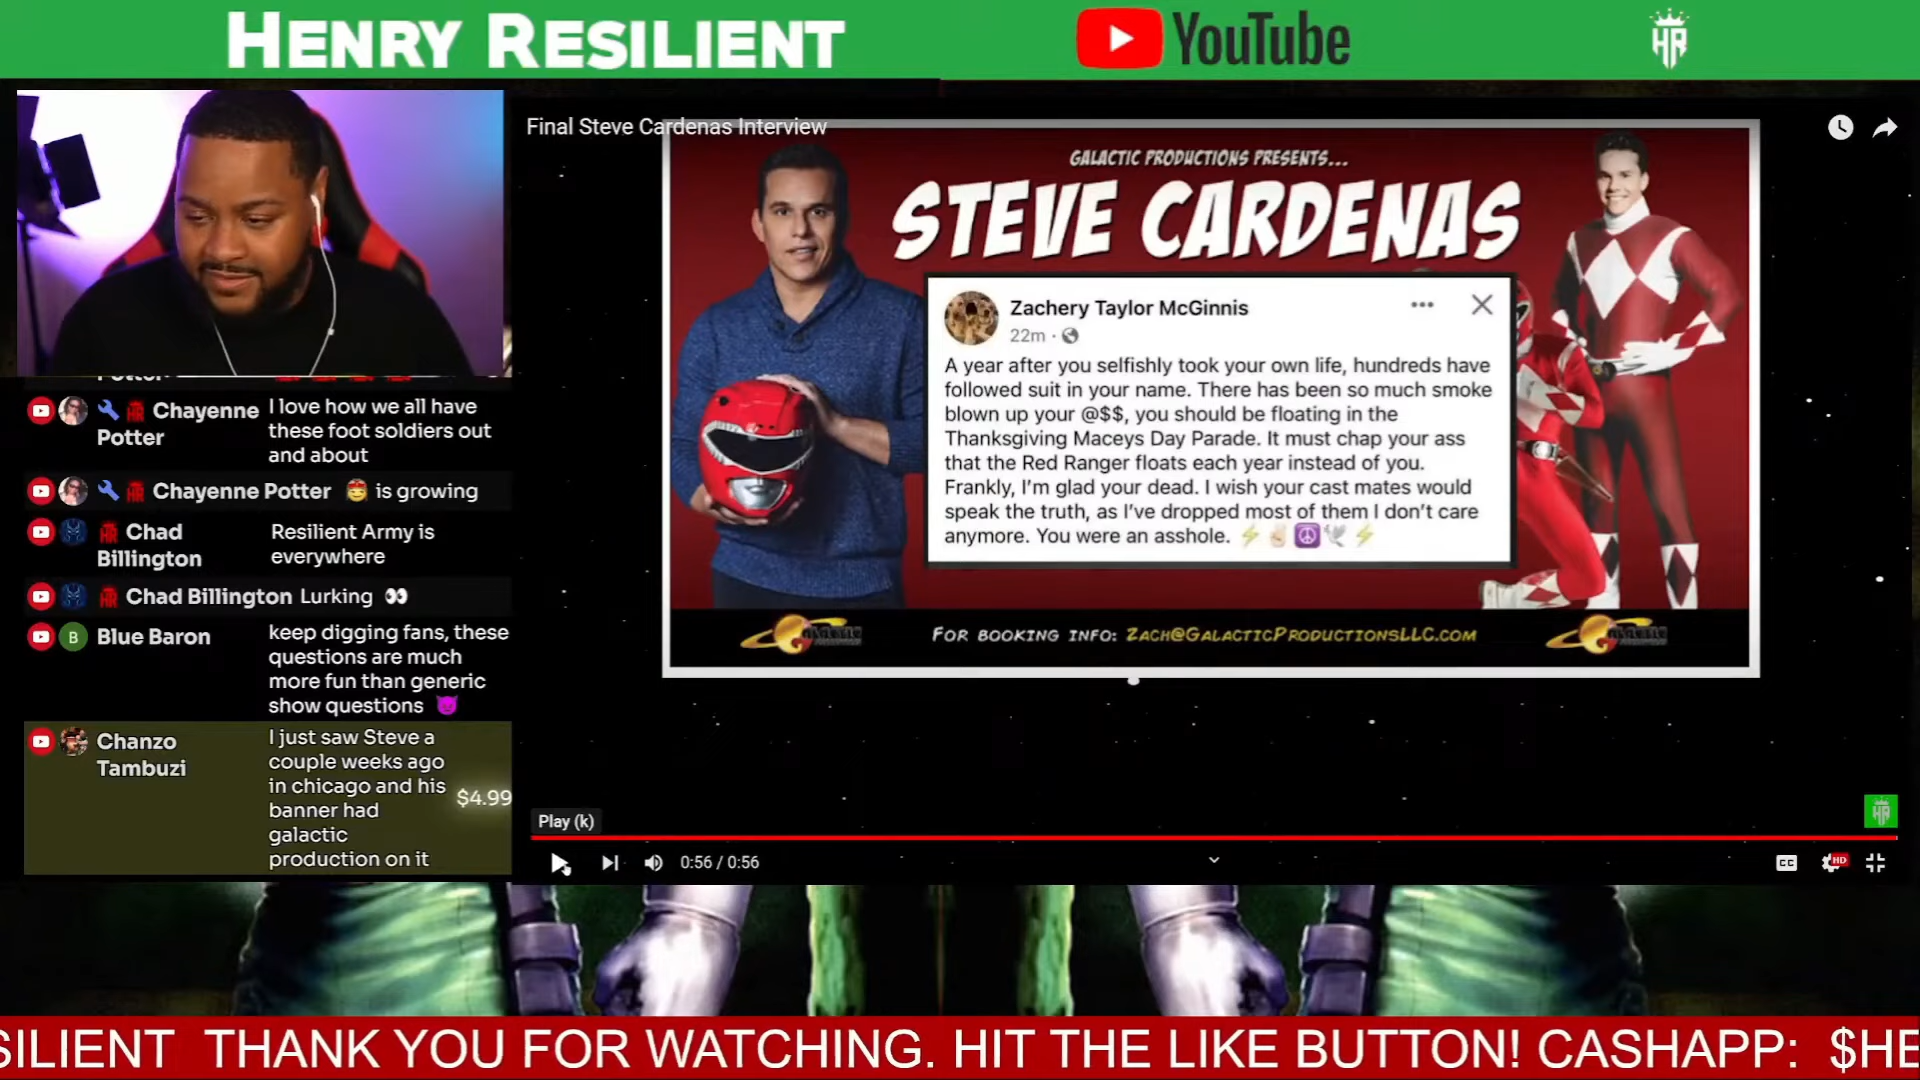 HENRY RESILIENT
YouTube
HR
Final Steve Cardenas Interview
GALACTIC PRODUCTIONS PRESENTS...
STEVE CARDENAS
Zachery Taylor McGinnis
22m ·
A year after you selfishly took your own life, hundreds have
followed suit in your name. There has been so much smoke
blown up your @$$, you should be floating in the
Thanksgiving Maceys Day Parade. It must chap your ass
that the Red Ranger floats each year instead of you.
Frankly, I'm glad your dead. I wish your cast mates would
speak the truth, as I've dropped most of them I don't care
anymore. You were an asshole. ⚡✌🏻☮️🕊️⚡
FOR BOOKING INFO: ZACH@GALACTICPRODUCTIONSLLC.COM
Potter
Chayenne Potter
I love how we all have
these foot soldiers out
and about
Chayenne Potter is growing
Chad Billington
Resilient Army is
everywhere
Chad Billington Lurking 👀
B
Blue Baron
keep digging fans, these
questions are much
more fun than generic
show questions 😈
Chanzo Tambuzi
I just saw Steve a
couple weeks ago
in chicago and his
banner had
galactic
production on it
$4.99
Play (k)
0:56 / 0:56
CC
HD
HR
SILIENT THANK YOU FOR WATCHING. HIT THE LIKE BUTTON! CASHAPP: $HE